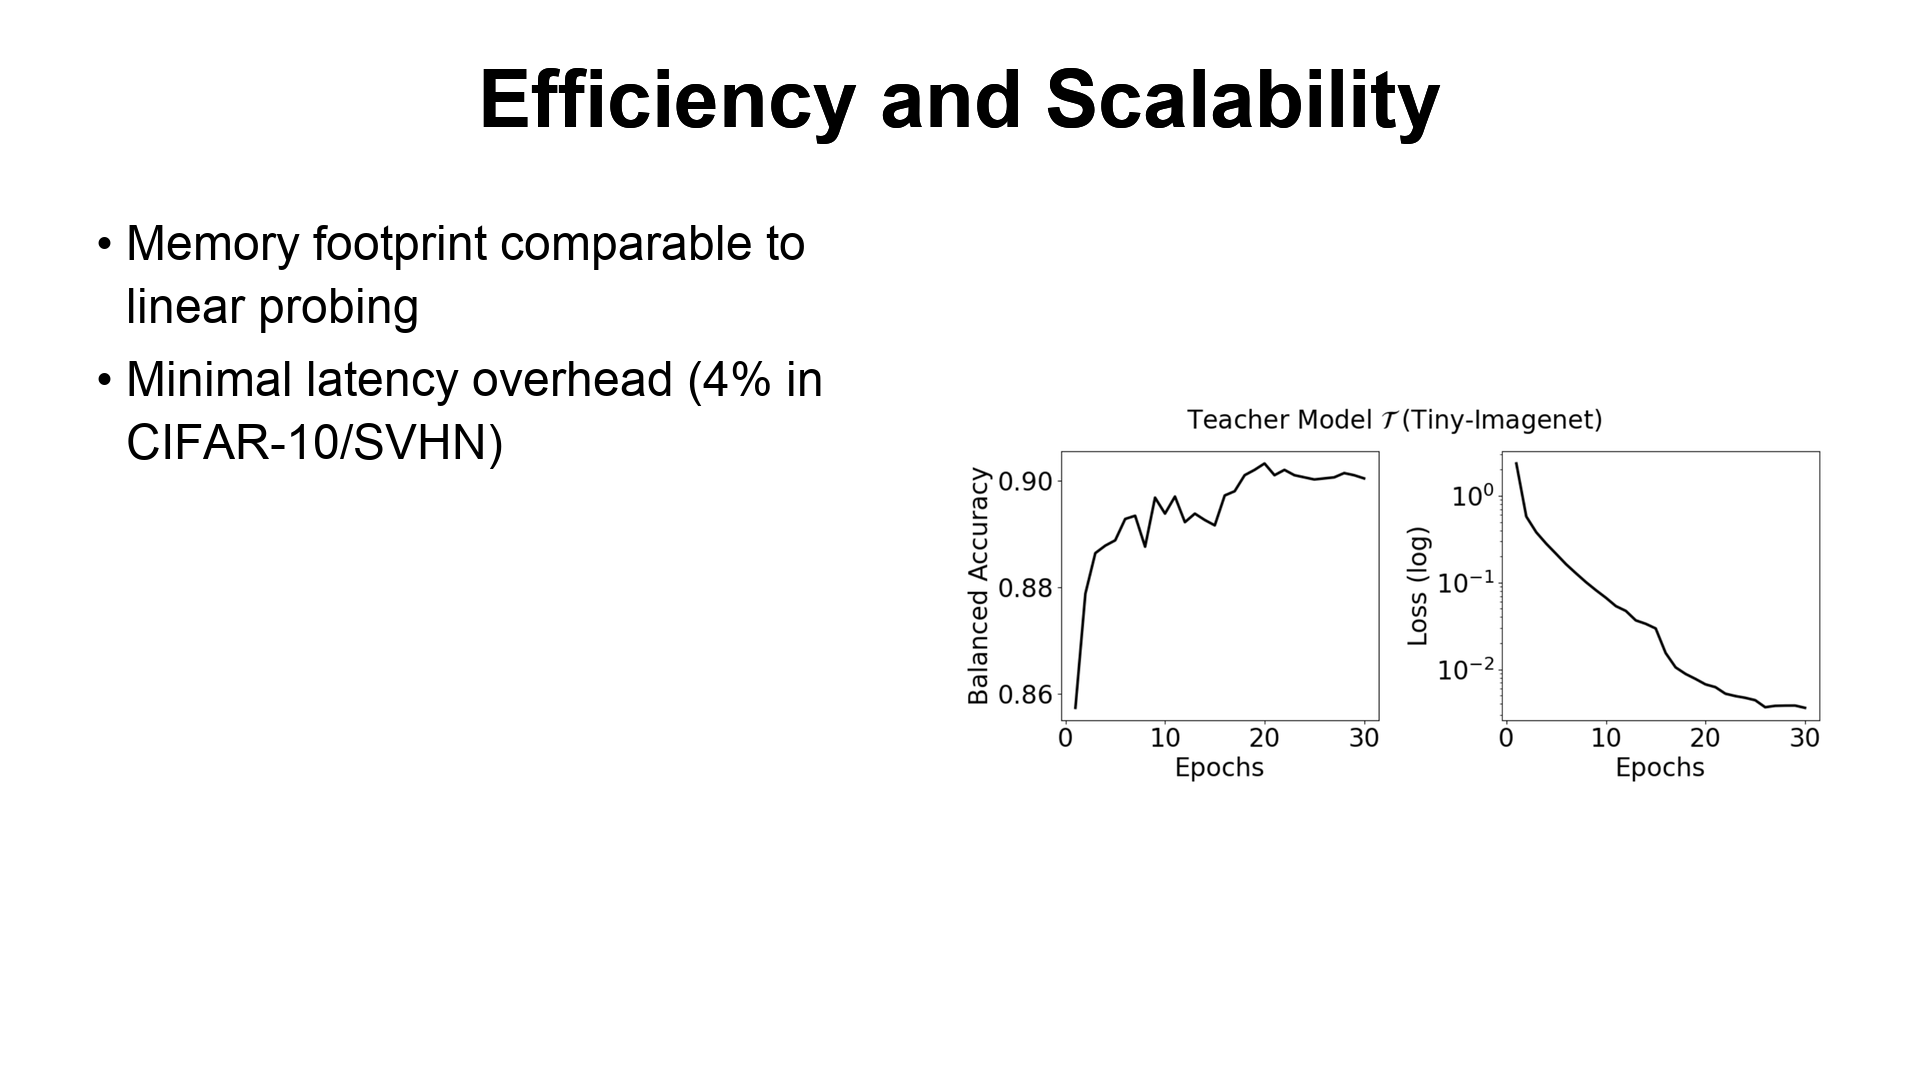 Efficiency and Scalability
• Memory footprint comparable to
linear probing
• Minimal latency overhead (4% in
CIFAR-10/SVHN)
Teacher Model 𝒯 (Tiny-Imagenet)
Balanced Accuracy
0.90
0.88
0.86
0 10 20 30
Epochs
Loss (log)
10⁰
10⁻¹
10⁻²
0 10 20 30
Epochs